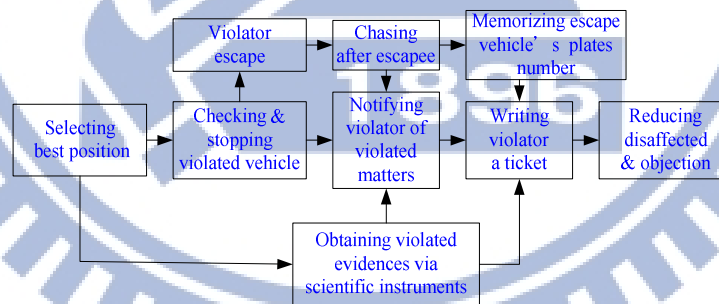 Violator
escape
Chasing
after escapee
Memorizing escape
vehicle’s plates
number
Selecting
best position
Checking &
stopping
violated vehicle
Notifying
violator of
violated
matters
Writing
violator
a ticket
Reducing
disaffected
& objection
Obtaining violated
evidences via
scientific instruments
1896